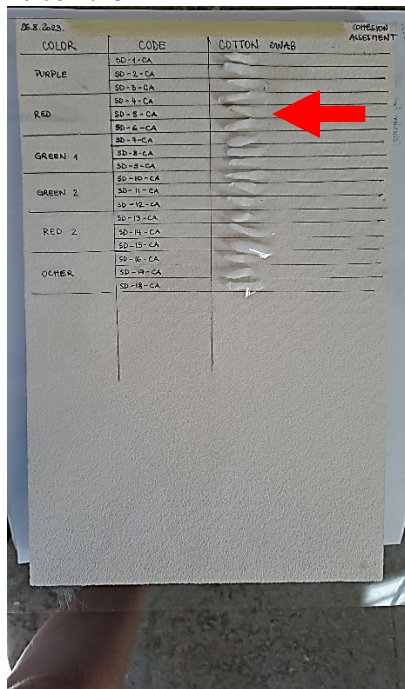 26.8.2023.
COHESION
ASSESMENT
COLOR CODE COTTON SWAB
PURPLE
SD-1-CA
SD-2-CA
SD-3-CA
RED
SD-4-CA
SD-5-CA
SD-6-CA
GREEN 1
SD-7-CA
SD-8-CA
SD-9-CA
GREEN 2
SD-10-CA
SD-11-CA
SD-12-CA
RED 2
SD-13-CA
SD-14-CA
SD-15-CA
OCHER
SD-16-CA
SD-17-CA
SD-18-CA